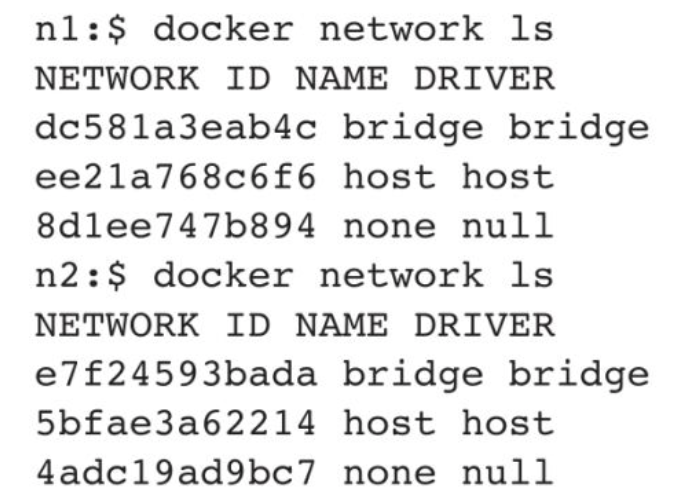 n1:$ docker network ls
NETWORK ID NAME DRIVER
dc581a3eab4c bridge bridge
ee21a768c6f6 host host
8d1ee747b894 none null
n2:$ docker network ls
NETWORK ID NAME DRIVER
e7f24593bada bridge bridge
5bfae3a62214 host host
4adc19ad9bc7 none null